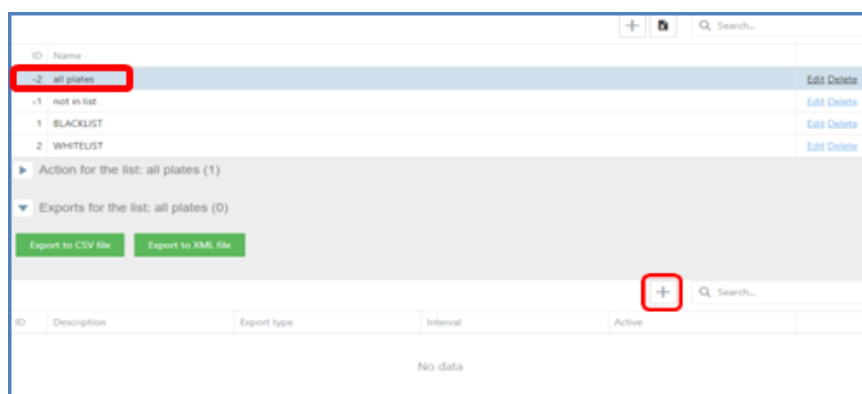 Search...
ID Name
-2 all plates Edit Delete
-1 not in list Edit Delete
1 BLACKLIST Edit Delete
2 WHITELIST Edit Delete
Action for the list: all plates (1)
Exports for the list: all plates (0)
Export to CSV file Export to XML file
Search...
ID Description Export type Interval Active
No data